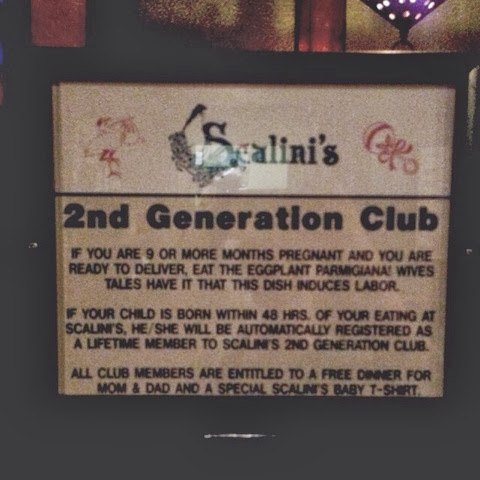 Scalini's
2nd Generation Club
IF YOU ARE 9 OR MORE MONTHS PREGNANT AND YOU ARE
READY TO DELIVER, EAT THE EGGPLANT PARMIGIANA! WIVES
TALES HAVE IT THAT THIS DISH INDUCES LABOR.
IF YOUR CHILD IS BORN WITHIN 48 HRS. OF YOUR EATING AT
SCALINI'S, HE/SHE WILL BE AUTOMATICALLY REGISTERED AS
A LIFETIME MEMBER TO SCALINI'S 2ND GENERATION CLUB.
ALL CLUB MEMBERS ARE ENTITLED TO A FREE DINNER FOR
MOM & DAD AND A SPECIAL SCALINI'S BABY T-SHIRT.